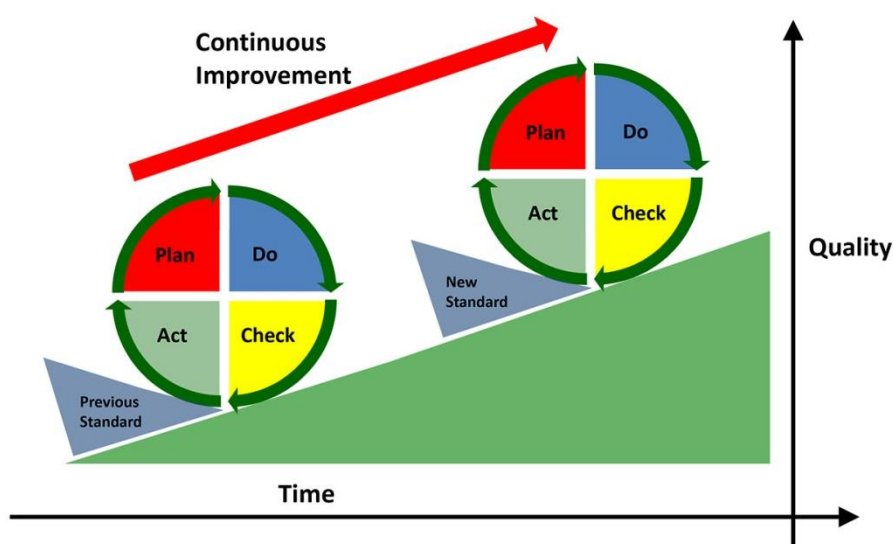 Continuous
Improvement
Plan
Do
Act
Check
New
Standard
Quality
Plan
Do
Act
Check
Previous
Standard
Time